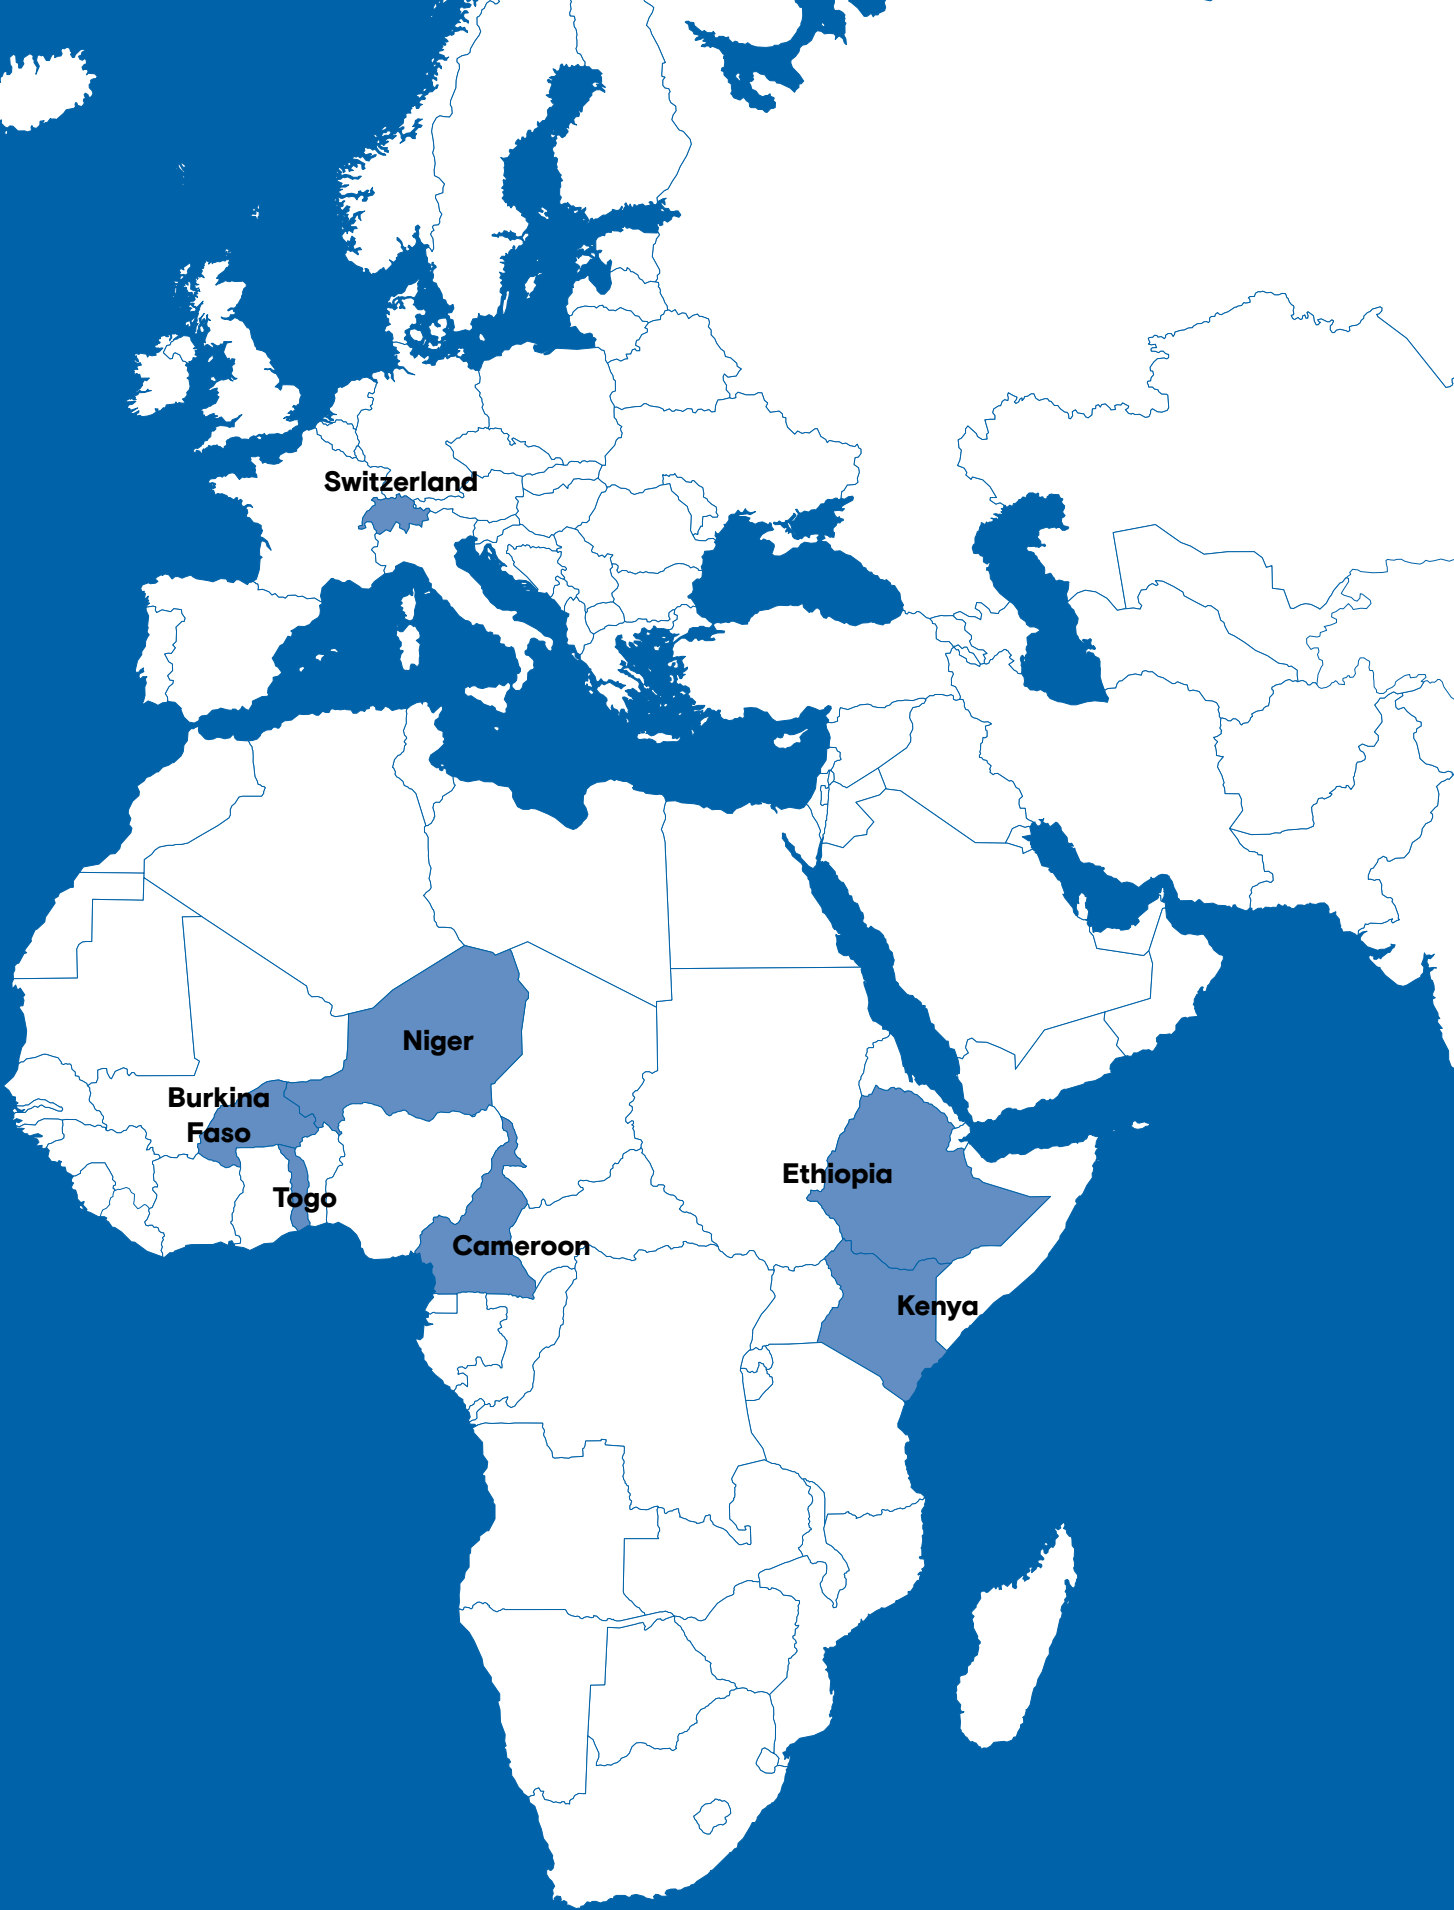 Switzerland
Niger
Burkina
Faso
Togo
Cameroon
Ethiopia
Kenya